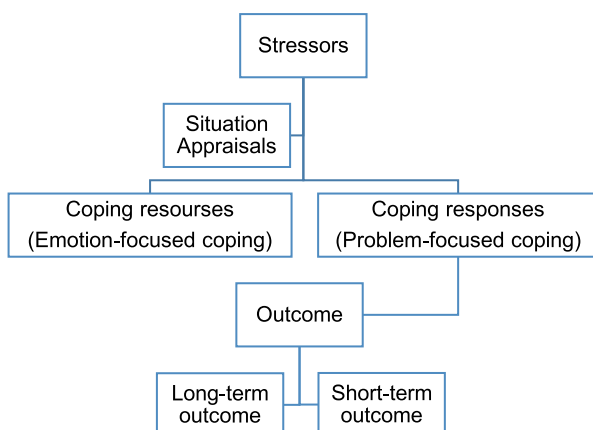 Stressors
Situation
Appraisals
Coping resourses
(Emotion-focused coping)
Coping responses
(Problem-focused coping)
Outcome
Long-term
outcome
Short-term
outcome